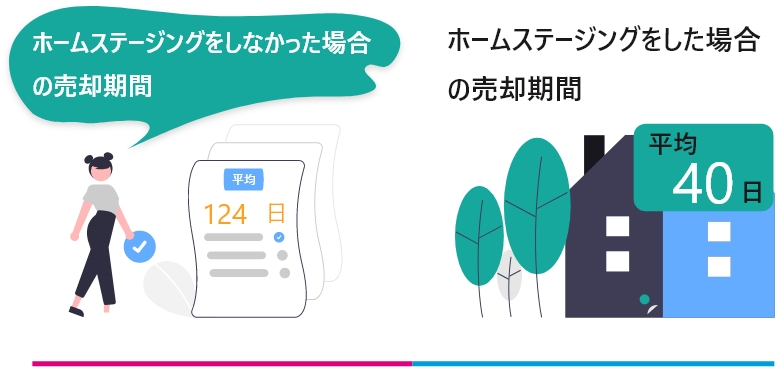 ホームステージングをしなかった場合
の売却期間
平均
124 日
ホームステージングをした場合
の売却期間
平均
40 日